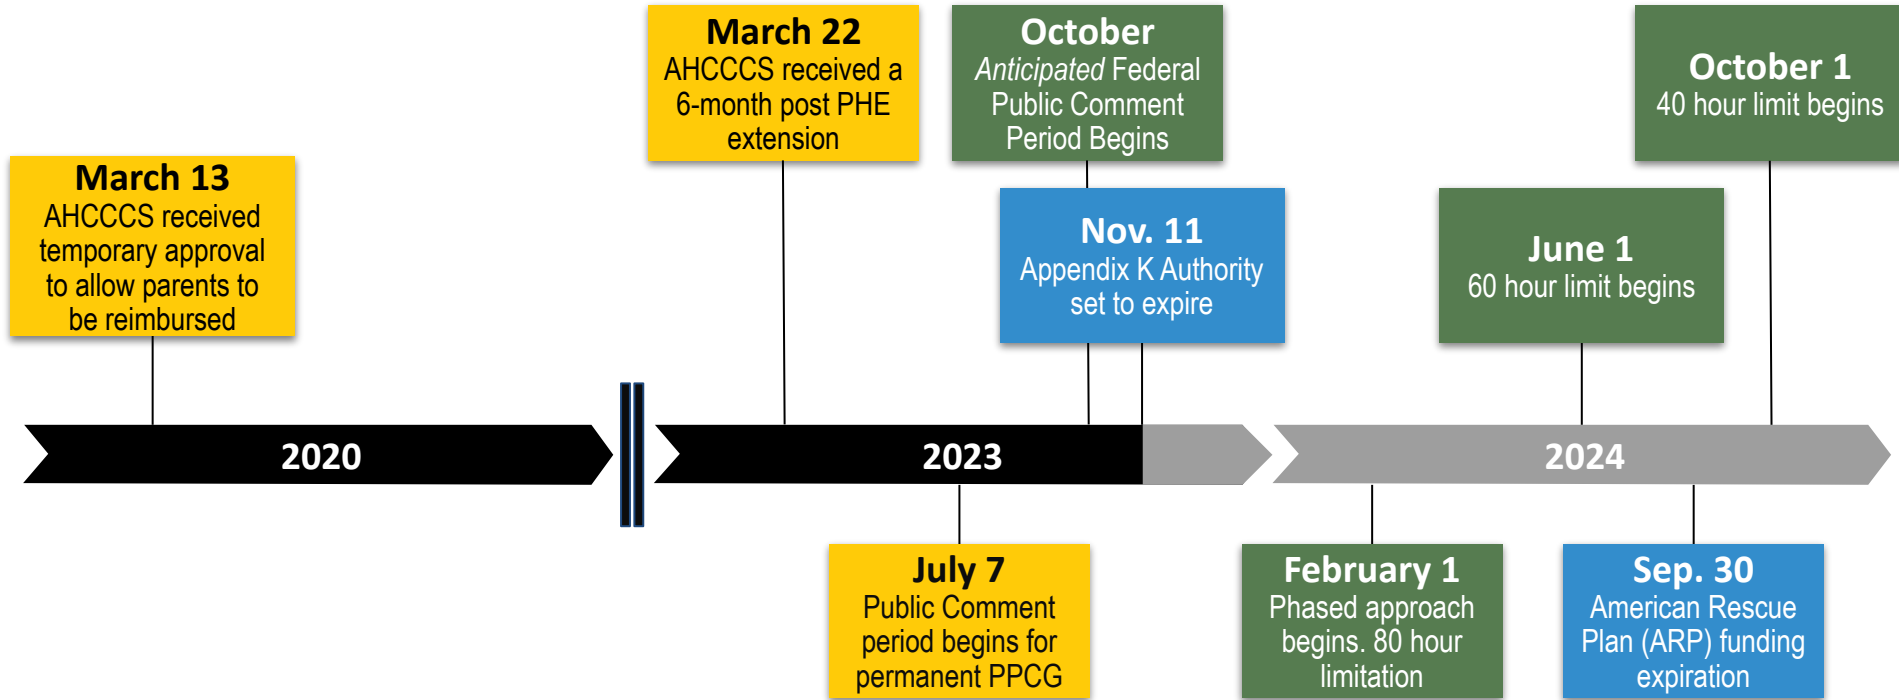 March 13
AHCCCS received
temporary approval
to allow parents to
be reimbursed
March 22
AHCCCS received a
6-month post PHE
extension
October
Anticipated Federal
Public Comment
Period Begins
Nov. 11
Appendix K Authority
set to expire
June 1
60 hour limit begins
October 1
40 hour limit begins
2020
2023
2024
July 7
Public Comment
period begins for
permanent PPCG
February 1
Phased approach
begins. 80 hour
limitation
Sep. 30
American Rescue
Plan (ARP) funding
expiration